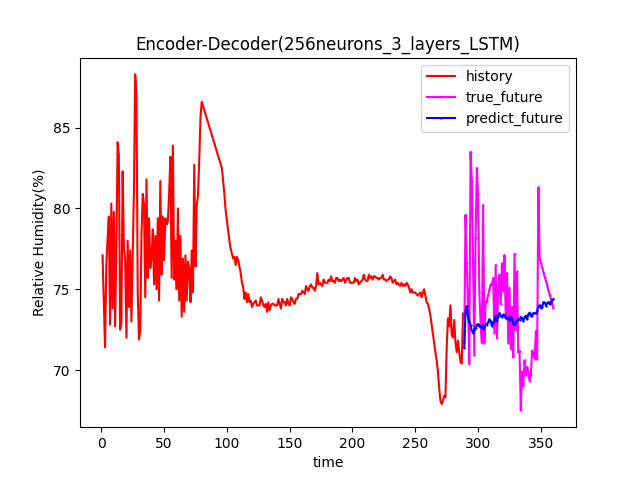 Encoder-Decoder(256neurons_3_layers_LSTM)
history
true_future
predict_future
Relative Humidity(%)
85
80
75
70
0 50 100 150 200 250 300 350
time